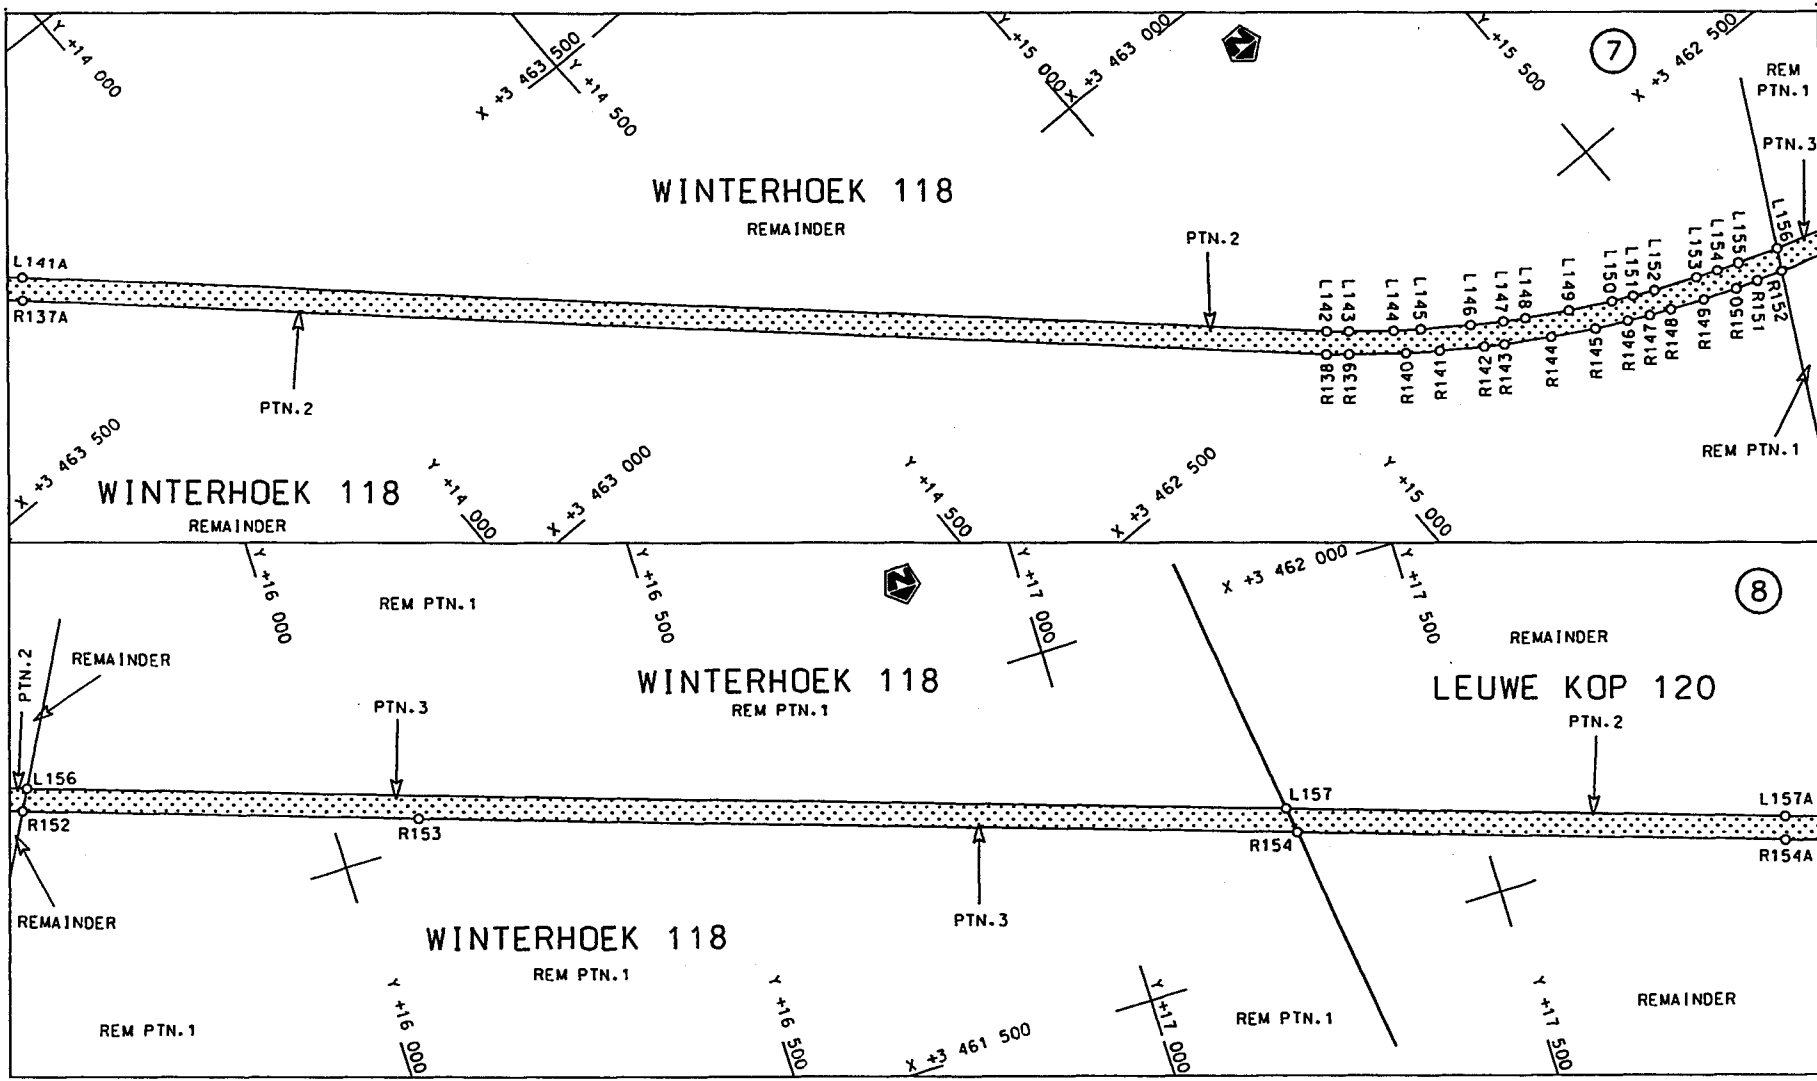 Y +14 000
X +3 463 500
Y +14 500
Y +15 000
X +3 463 000
N
Y +15 500
7
X +3 462 500
REM
PTN.1
PTN.3
WINTERHOEK 118
REMAINDER
PTN.2
L141A
R137A
PTN.2
L142
L143
L144
L145
L146
L147
L148
L149
L150
L151
L152
L153
L154
L155
L156
R138
R139
R140
R141
R142
R143
R144
R145
R146
R147
R148
R149
R150
R151
R152
REM PTN.1
X +3 463 500
WINTERHOEK 118
REMAINDER
Y +14 000
X +3 463 000
Y +14 500
X +3 462 500
Y +15 000
Y +16 000
REM PTN.1
Y +16 500
N
Y +17 000
X +3 462 000
Y +17 500
8
PTN.2
REMAINDER
PTN.3
WINTERHOEK 118
REM PTN.1
REMAINDER
LEUWE KOP 120
PTN.2
L156
R152
R153
L157
R154
L157A
R154A
REMAINDER
WINTERHOEK 118
REM PTN.1
PTN.3
REM PTN.1
Y +16 000
Y +16 500
X +3 461 500
Y +17 000
REM PTN.1
Y +17 500
REMAINDER